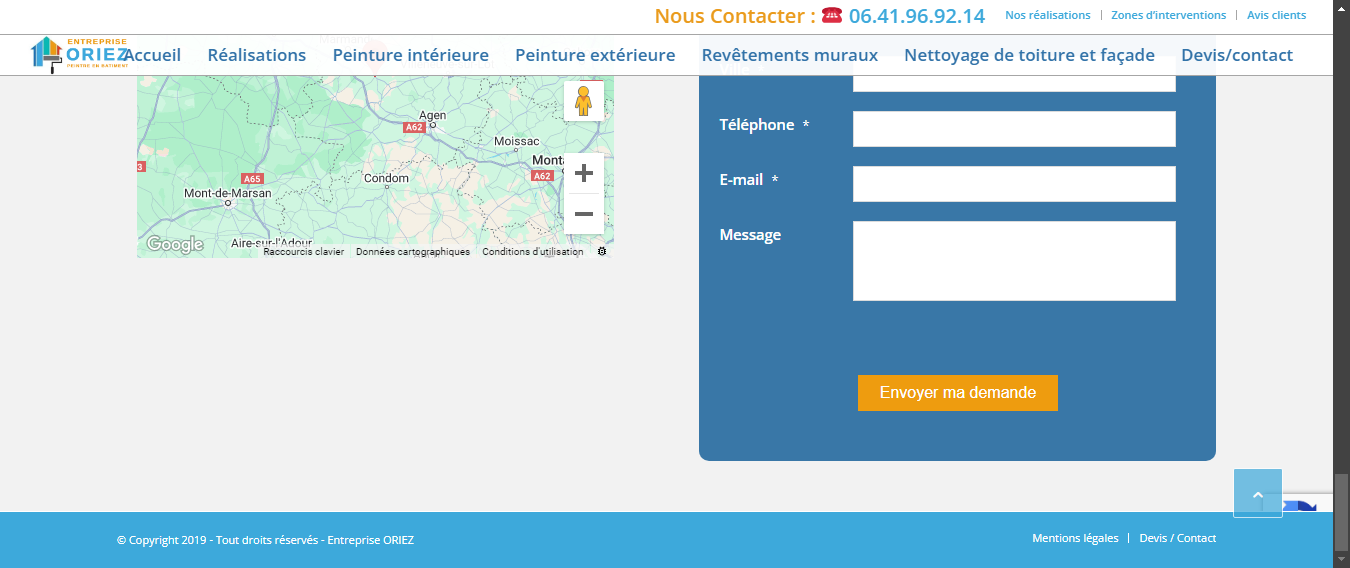 Nous Contacter : ☎ 06.41.96.92.14
Nos réalisations
Zones d'interventions
Avis clients
ENTREPRISE
ORIEZ
PEINTRE EN BATIMENT
Accueil
Réalisations
Peinture intérieure
Peinture extérieure
Revêtements muraux
Nettoyage de toiture et façade
Devis/contact
Agen
A62
Moissac
A65
Condom
A62
Mont-de-Marsan
Aire-sur-l'Adour
Google
Raccourcis clavier
Données cartographiques
Conditions d'utilisation
Téléphone *
E-mail *
Message
Envoyer ma demande
© Copyright 2019 - Tout droits réservés - Entreprise ORIEZ
Mentions légales
Devis / Contact